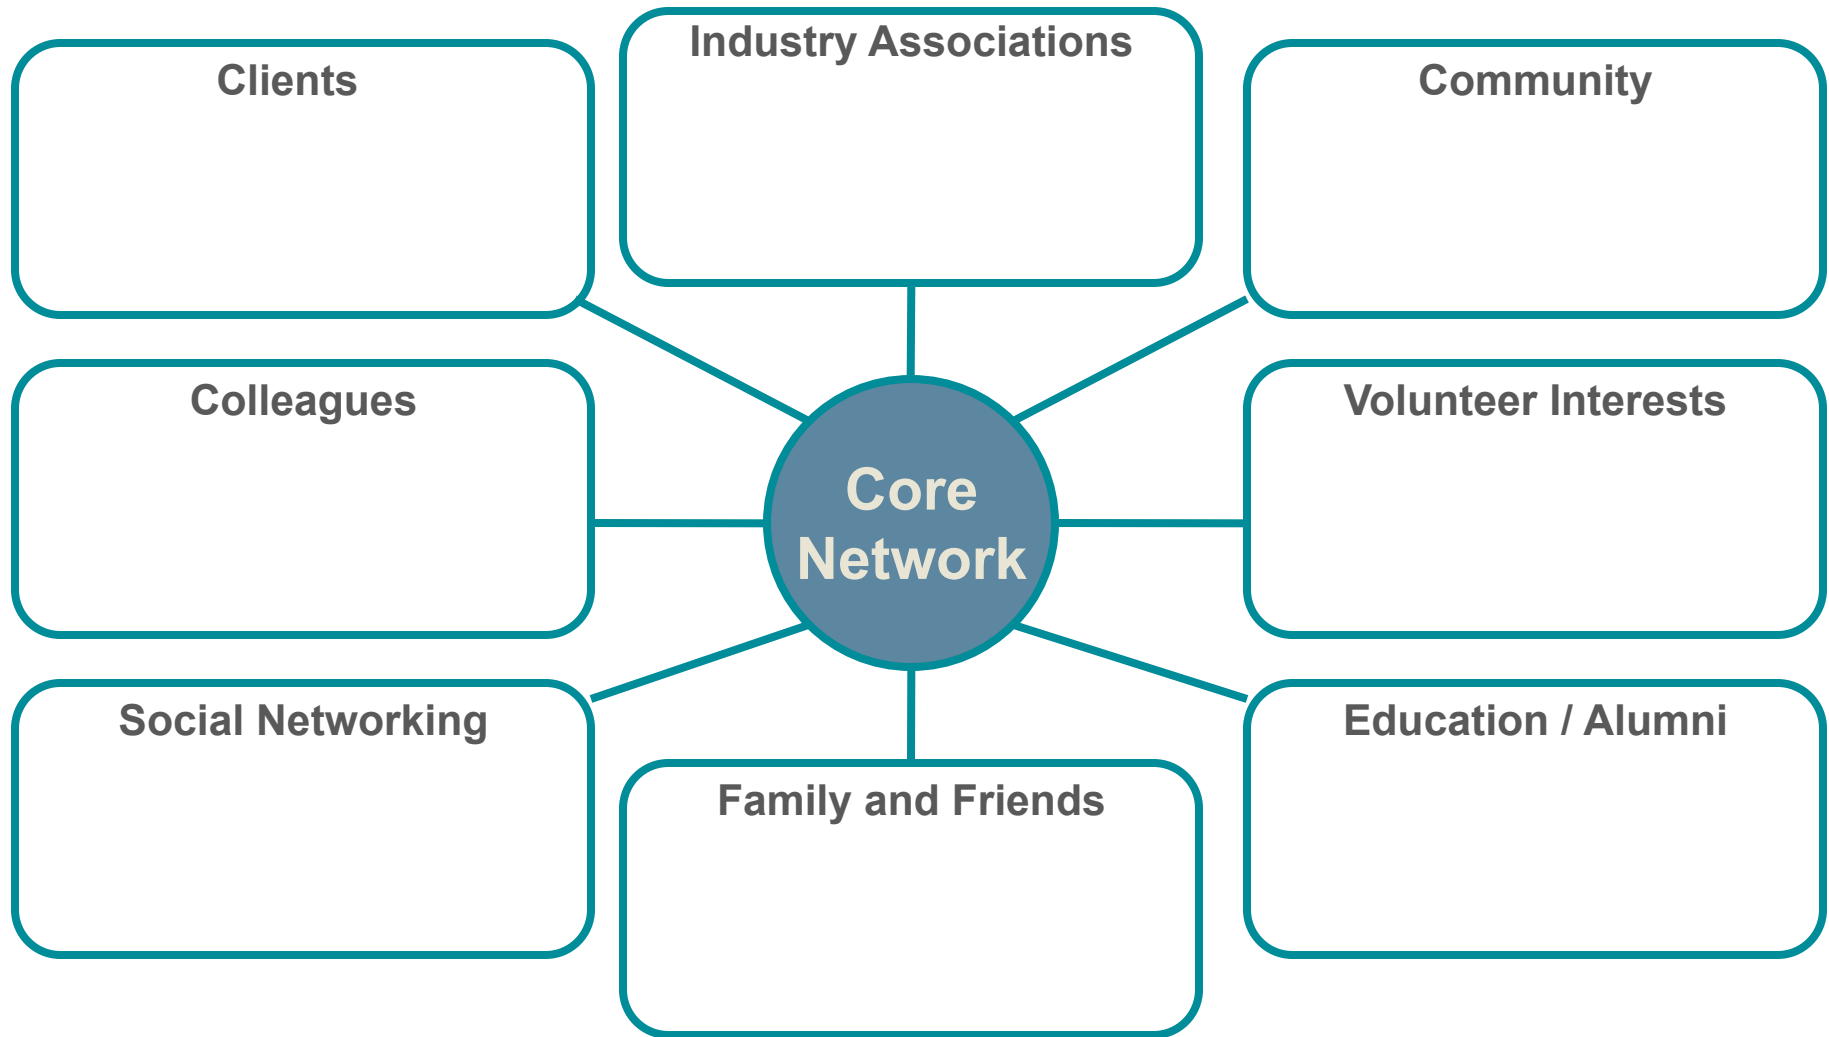 Industry Associations
Clients
Community
Colleagues
Volunteer Interests
Core
Network
Social Networking
Education / Alumni
Family and Friends